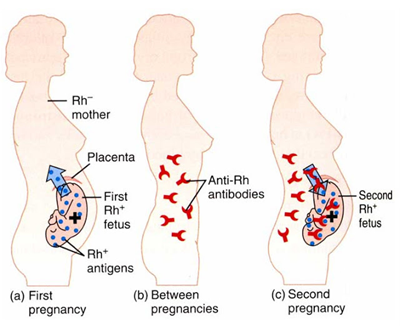 Rh−
mother
Placenta
First
Rh+
fetus
Rh+
antigens
Anti-Rh
antibodies
Second
Rh+
fetus
(a) First
pregnancy
(b) Between
pregnancies
(c) Second
pregnancy